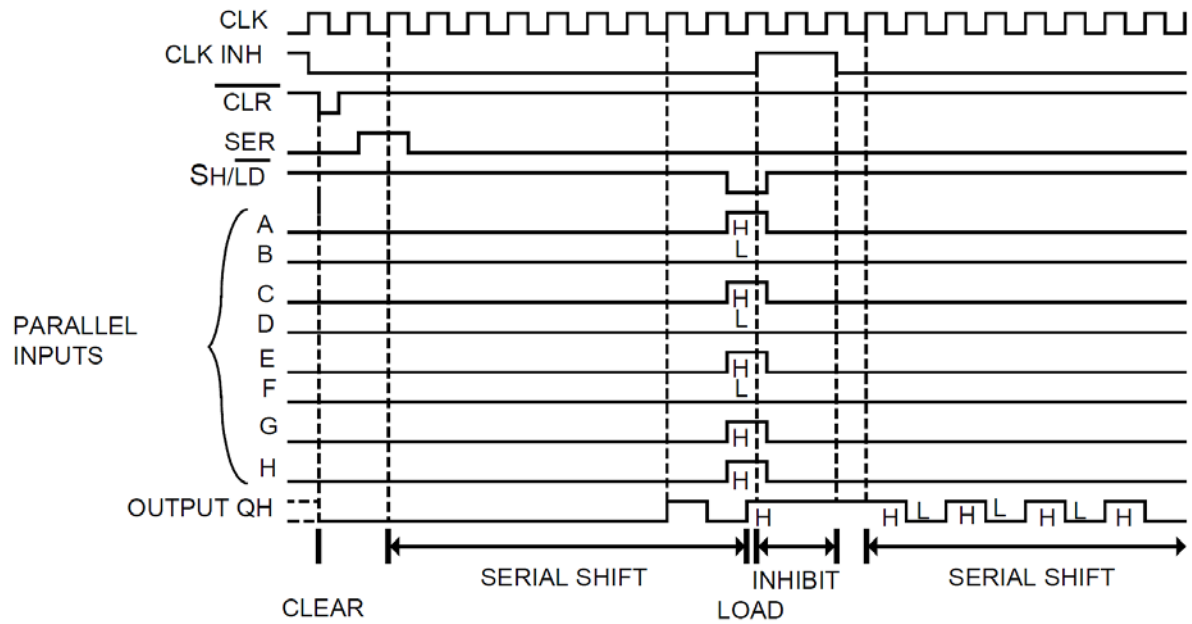 CLK
CLK INH
CLR
SER
SH/LD
A
H
B
L
C
H
D
L
PARALLEL
INPUTS
E
H
F
L
G
H
H
H
OUTPUT QH
H
H L H L H L H
SERIAL SHIFT
INHIBIT
SERIAL SHIFT
CLEAR
LOAD